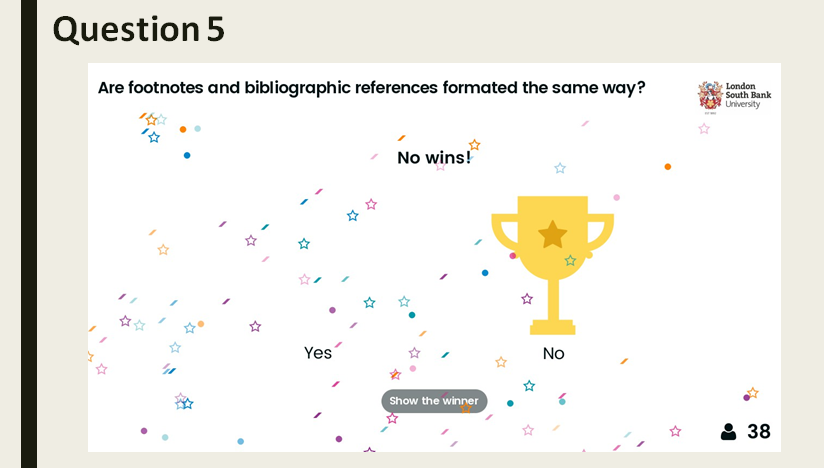 Question 5
Are footnotes and bibliographic references formated the same way?
London
South Bank
University
No wins!
Yes
No
Show the winner
38